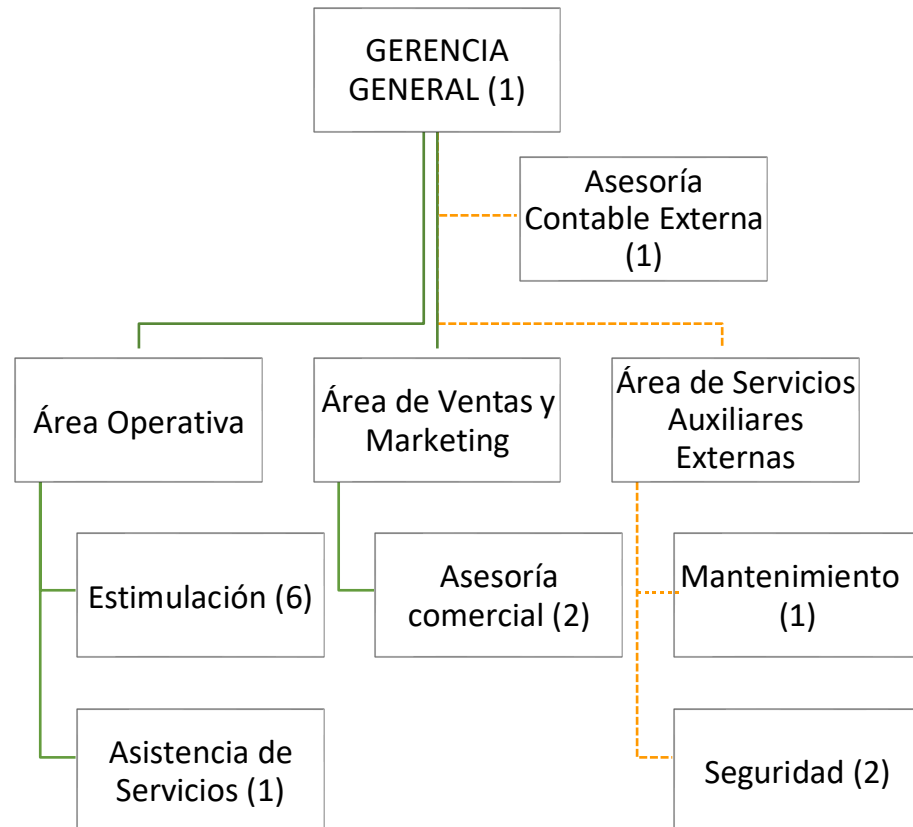 GERENCIA
GENERAL (1)
Asesoría
Contable Externa
(1)
Área Operativa
Área de Ventas y
Marketing
Área de Servicios
Auxiliares
Externas
Estimulación (6)
Asesoría
comercial (2)
Mantenimiento
(1)
Asistencia de
Servicios (1)
Seguridad (2)